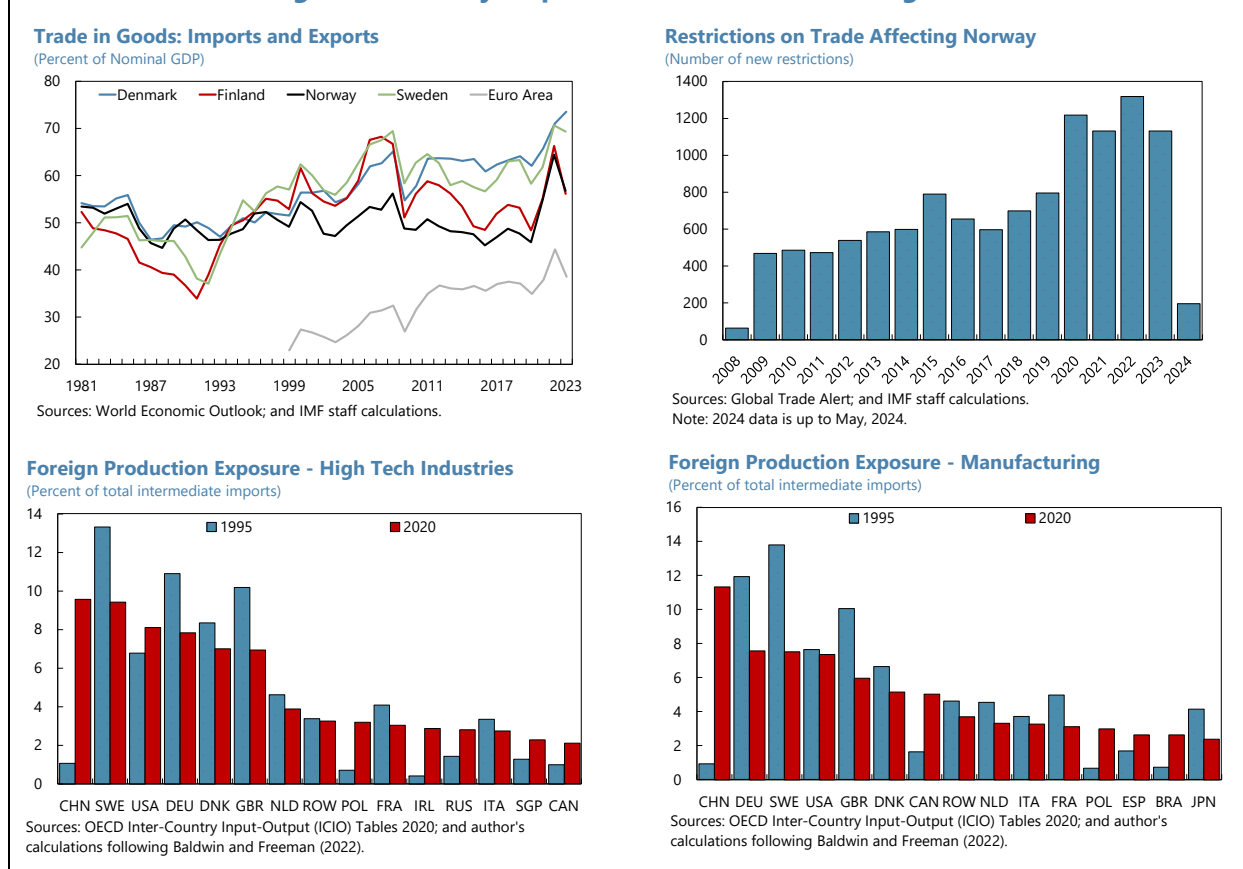 Trade in Goods: Imports and Exports
(Percent of Nominal GDP)
80
70
60
50
40
30
20
Denmark Finland Norway Sweden Euro Area
1981 1987 1993 1999 2005 2011 2017 2023
Sources: World Economic Outlook; and IMF staff calculations.
Restrictions on Trade Affecting Norway
(Number of new restrictions)
1400
1200
1000
800
600
400
200
0
2008 2009 2010 2011 2012 2013 2014 2015 2016 2017 2018 2019 2020 2021 2022 2023 2024
Sources: Global Trade Alert; and IMF staff calculations.
Note: 2024 data is up to May, 2024.
Foreign Production Exposure - High Tech Industries
(Percent of total intermediate imports)
14
12
10
8
6
4
2
0
1995 2020
CHN SWE USA DEU DNK GBR NLD ROW POL FRA IRL RUS ITA SGP CAN
Sources: OECD Inter-Country Input-Output (ICIO) Tables 2020; and author's
calculations following Baldwin and Freeman (2022).
Foreign Production Exposure - Manufacturing
(Percent of total intermediate imports)
16
14
12
10
8
6
4
2
0
1995 2020
CHN DEU SWE USA GBR DNK CAN ROW NLD ITA FRA POL ESP BRA JPN
Sources: OECD Inter-Country Input-Output (ICIO) Tables 2020; and author's
calculations following Baldwin and Freeman (2022).